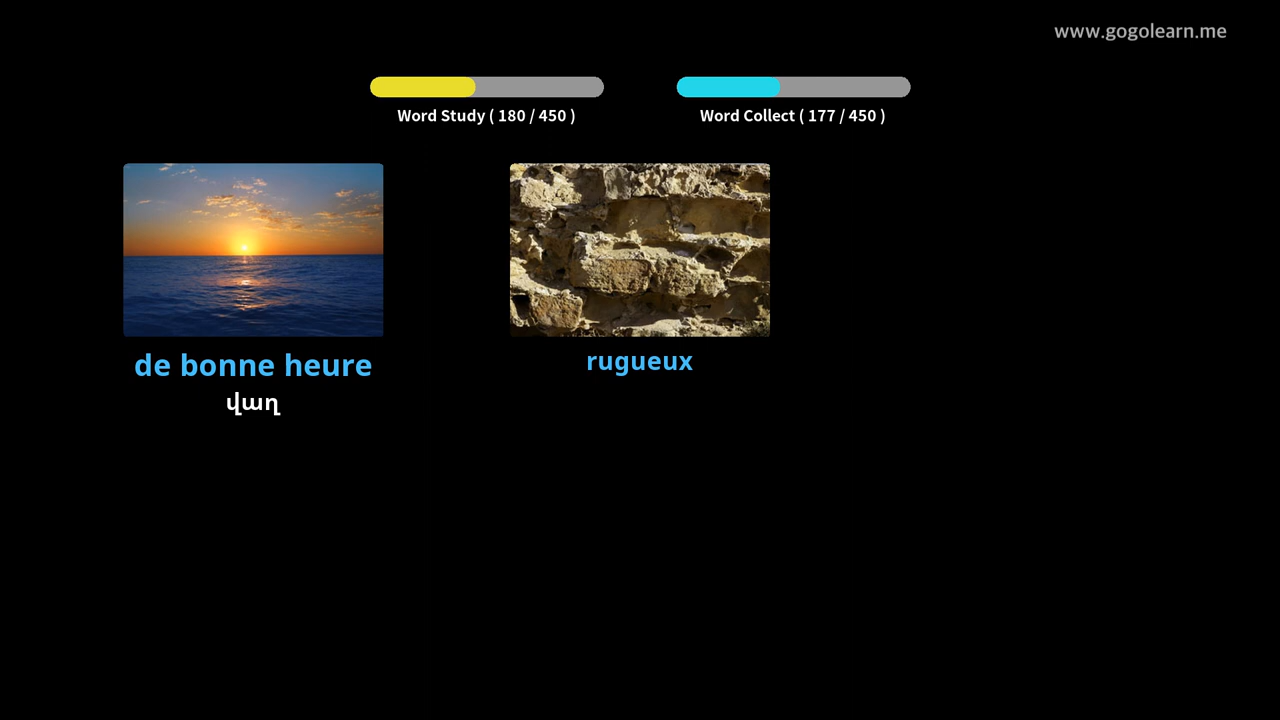 www.gogolearn.me
Word Study ( 180 / 450 )
Word Collect ( 177 / 450 )
de bonne heure
վաղ
rugueux